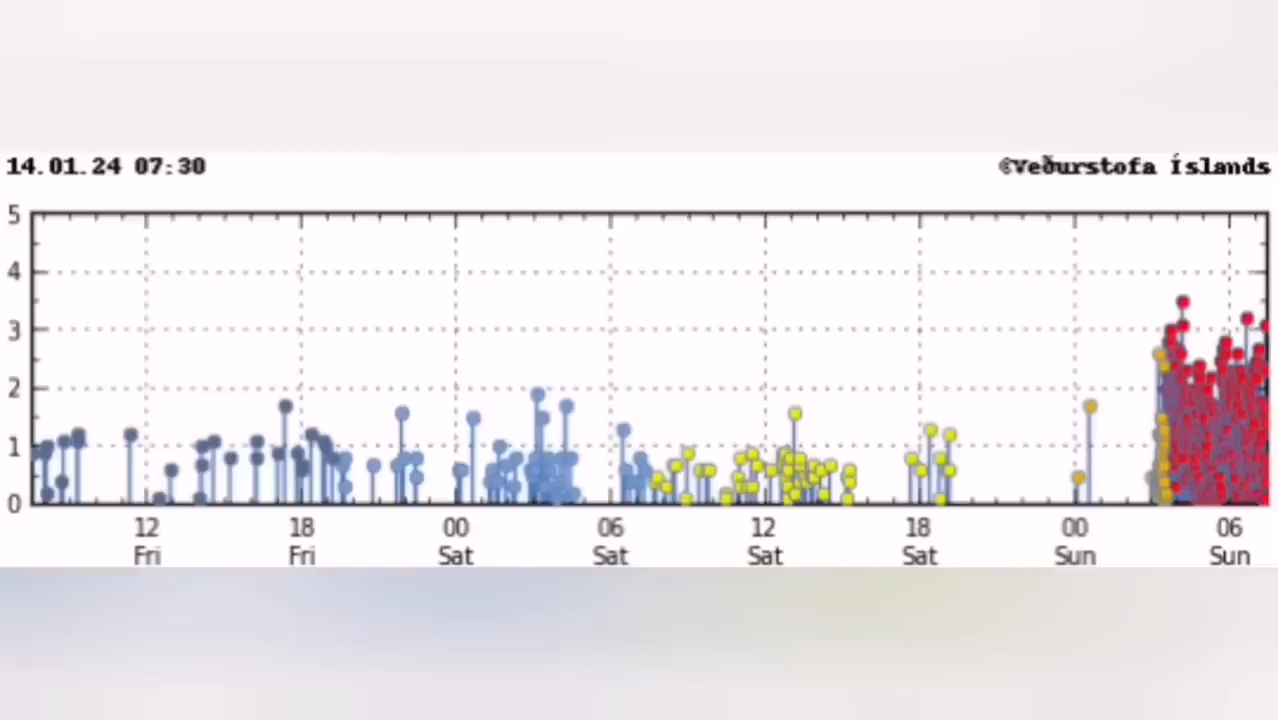 14.01.24 07:30 ©Veðurstofa Íslands
5
4
3
2
1
0
12 18 00 06 12 18 00 06
Fri Fri Sat Sat Sat Sat Sun Sun